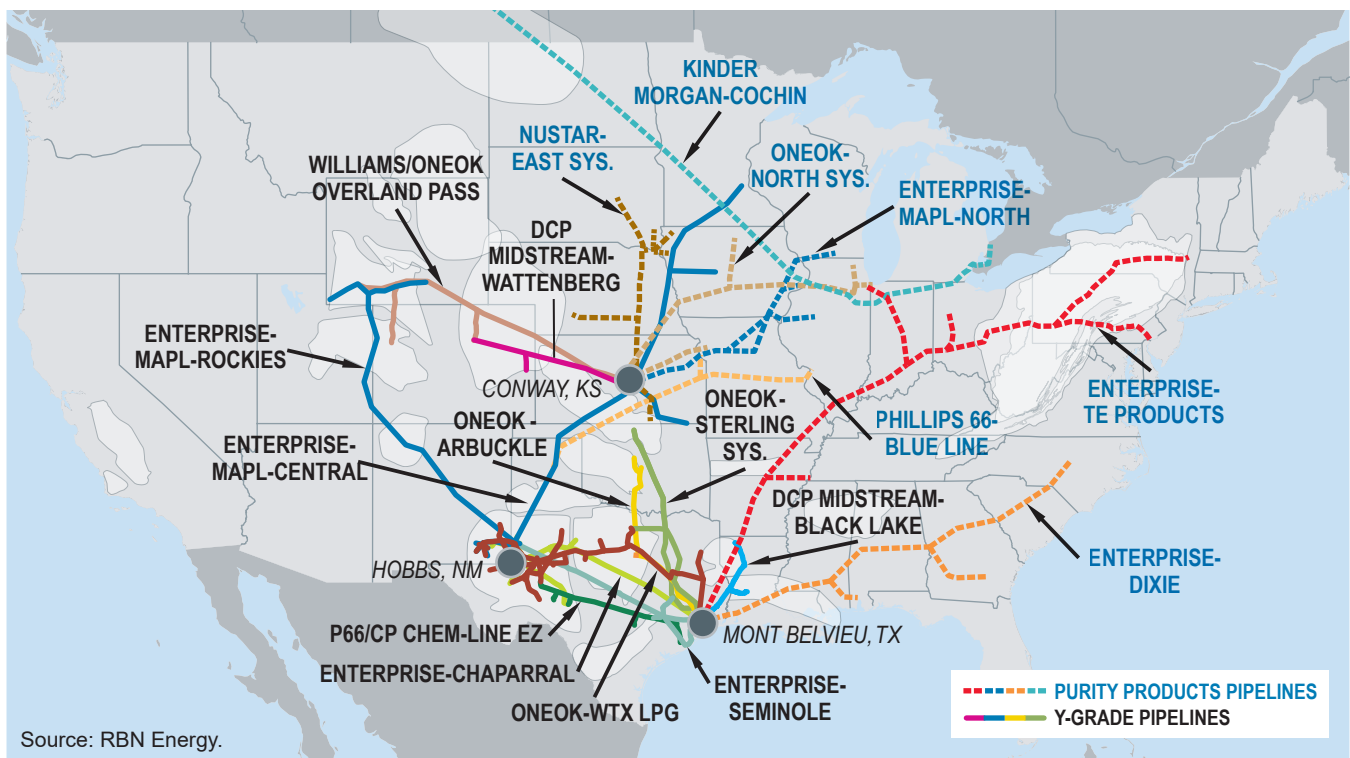 KINDER
MORGAN-COCHIN
NUSTAR-
EAST SYS.
ONEOK-
NORTH SYS.
WILLIAMS/ONEOK
OVERLAND PASS
ENTERPRISE-
MAPL-NORTH
DCP
MIDSTREAM-
WATTENBERG
ENTERPRISE-
MAPL-ROCKIES
CONWAY, KS
ENTERPRISE-
TE PRODUCTS
ONEOK-
STERLING
SYS.
ONEOK -
ARBUCKLE
PHILLIPS 66-
BLUE LINE
ENTERPRISE-
MAPL-CENTRAL
DCP MIDSTREAM-
BLACK LAKE
HOBBS, NM
ENTERPRISE-
DIXIE
P66/CP CHEM-LINE EZ
MONT BELVIEU, TX
ENTERPRISE-CHAPARRAL
ENTERPRISE-
SEMINOLE
ONEOK-WTX LPG
PURITY PRODUCTS PIPELINES
Y-GRADE PIPELINES
Source: RBN Energy.